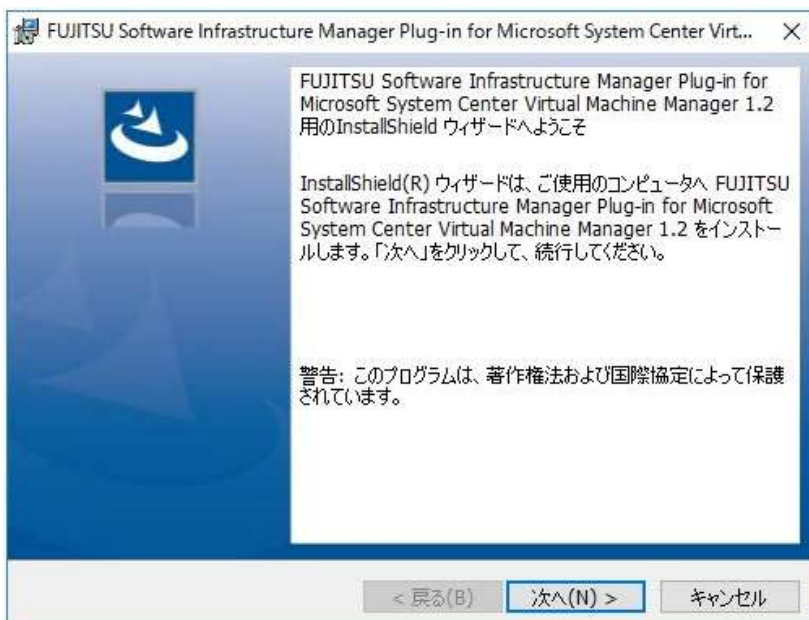 FUJITSU Software Infrastructure Manager Plug-in for Microsoft System Center Virt...
FUJITSU Software Infrastructure Manager Plug-in for
Microsoft System Center Virtual Machine Manager 1.2
用のInstallShield ウィザードへようこそ
InstallShield(R) ウィザードは、ご使用のコンピュータへ FUJITSU
Software Infrastructure Manager Plug-in for Microsoft
System Center Virtual Machine Manager 1.2 をインストー
ルします。「次へ」をクリックして、続行してください。
警告: このプログラムは、著作権法および国際協定によって保護
されています。
< 戻る(B)
次へ(N) >
キャンセル